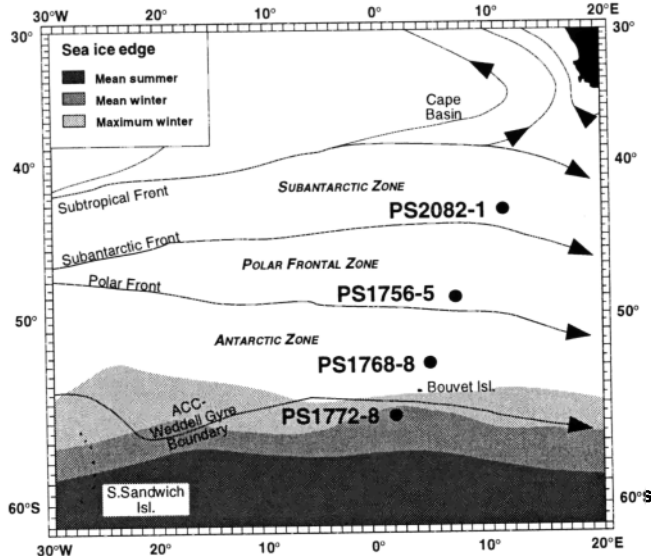 30°W 20° 10° 0° 10° 20°E
30° 30°
Sea ice edge
Mean summer
Mean winter
Maximum winter
Cape
Basin
40° 40°
SUBANTARCTIC ZONE
Subtropical Front
PS2082-1
Subantarctic Front
POLAR FRONTAL ZONE
Polar Front
PS1756-5
50° 50°
ANTARCTIC ZONE
PS1768-8
Bouvet Isl.
ACC-
Weddell Gyre
Boundary
PS1772-8
S.Sandwich
Isl.
60°S 60°S
30°W 20° 10° 0° 10° 20°E